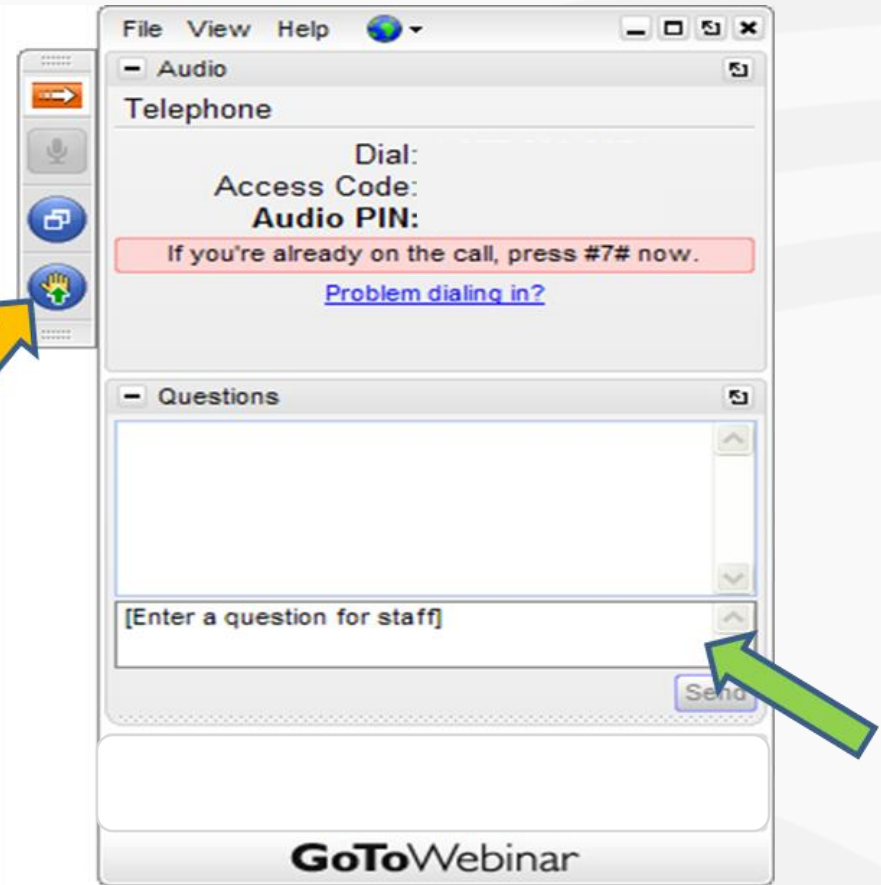 File View Help
Audio
Telephone
Dial:
Access Code:
Audio PIN:
If you're already on the call, press #7# now.
Problem dialing in?
Questions
[Enter a question for staff]
Send
GoToWebinar